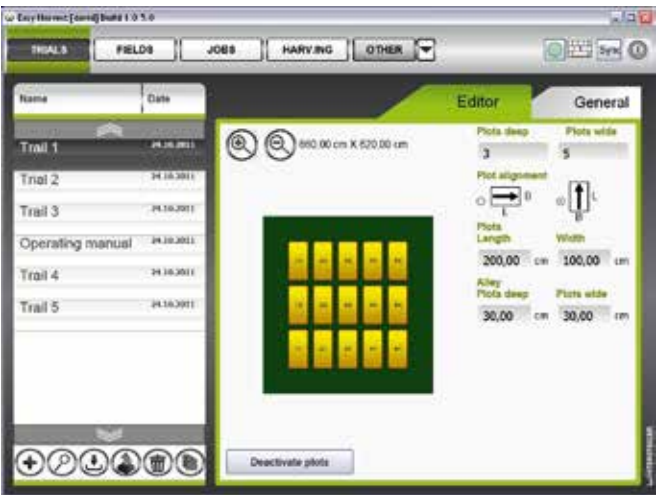 Easy Harvest [demo] Build 1.0.5.0
TRIALS
FIELDS
JOBS
HARV.ING
OTHER
Sync
Name
Date
Trail 1
24.10.2011
Trial 2
24.10.2011
Trail 3
24.10.2011
Operating manual
24.10.2011
Trail 4
24.10.2011
Trail 5
24.10.2011
Editor
General
660,00 cm X 620,00 cm
Plots deep
Plots wide
3
5
Plot alignment
B
L
L
B
Plots
Length
Width
200,00 cm
100,00 cm
Alley
Plots deep
Plots wide
30,00 cm
30,00 cm
Deactivate plots